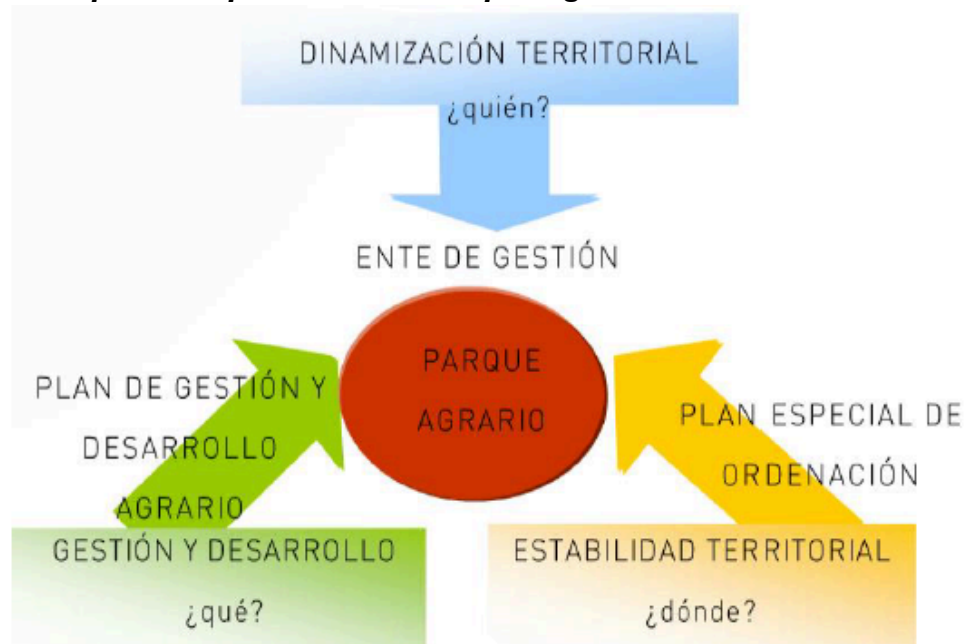 DINAMIZACIÓN TERRITORIAL
¿quién?
ENTE DE GESTIÓN
PARQUE
AGRARIO
PLAN DE GESTIÓN Y
DESARROLLO
AGRARIO
GESTIÓN Y DESARROLLO
¿qué?
PLAN ESPECIAL DE
ORDENACIÓN
ESTABILIDAD TERRITORIAL
¿dónde?